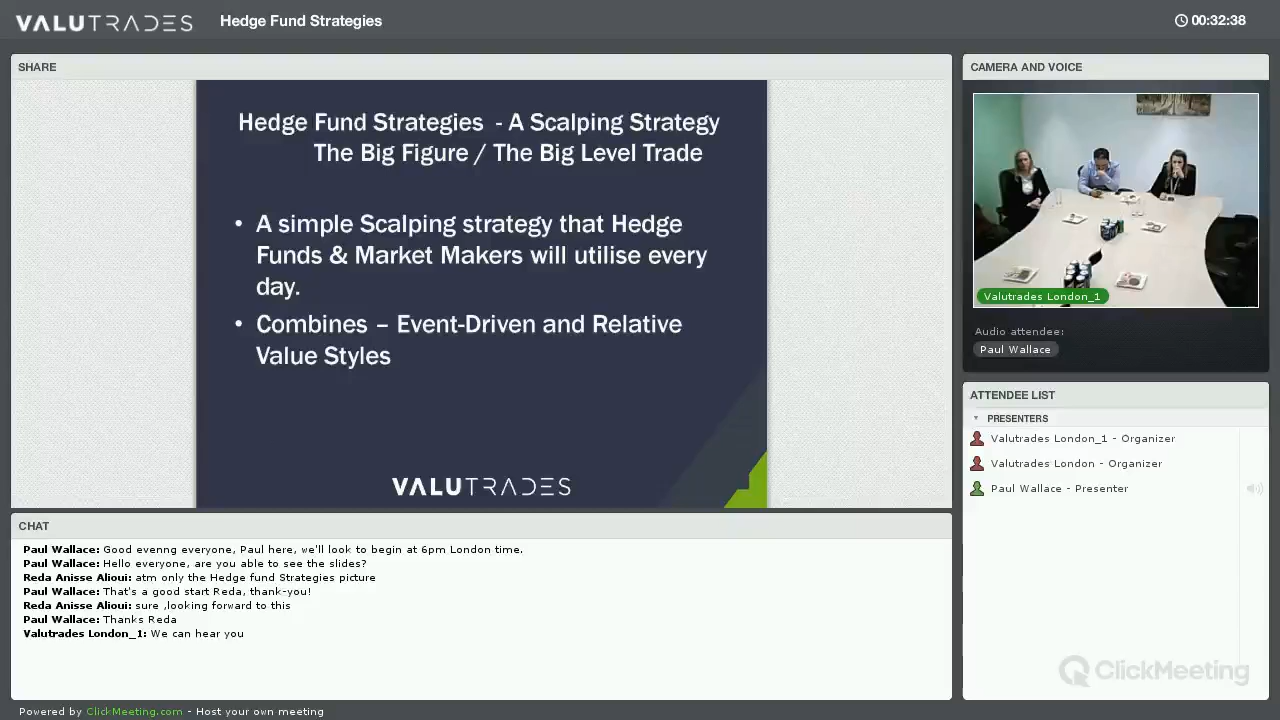 VALUTRADES
Hedge Fund Strategies
00:32:38
SHARE
Hedge Fund Strategies - A Scalping Strategy
The Big Figure / The Big Level Trade
• A simple Scalping strategy that Hedge
Funds & Market Makers will utilise every
day.
• Combines – Event-Driven and Relative
Value Styles
VALUTRADES
CAMERA AND VOICE
Valutrades London_1
Audio attendee:
Paul Wallace
ATTENDEE LIST
PRESENTERS
Valutrades London_1 - Organizer
Valutrades London - Organizer
Paul Wallace - Presenter
CHAT
Paul Wallace: Good evenng everyone, Paul here, we'll look to begin at 6pm London time.
Paul Wallace: Hello everyone, are you able to see the slides?
Reda Anisse Alioui: atm only the Hedge fund Strategies picture
Paul Wallace: That's a good start Reda, thank-you!
Reda Anisse Alioui: sure ,looking forward to this
Paul Wallace: Thanks Reda
Valutrades London_1: We can hear you
ClickMeeting
Powered by ClickMeeting.com - Host your own meeting